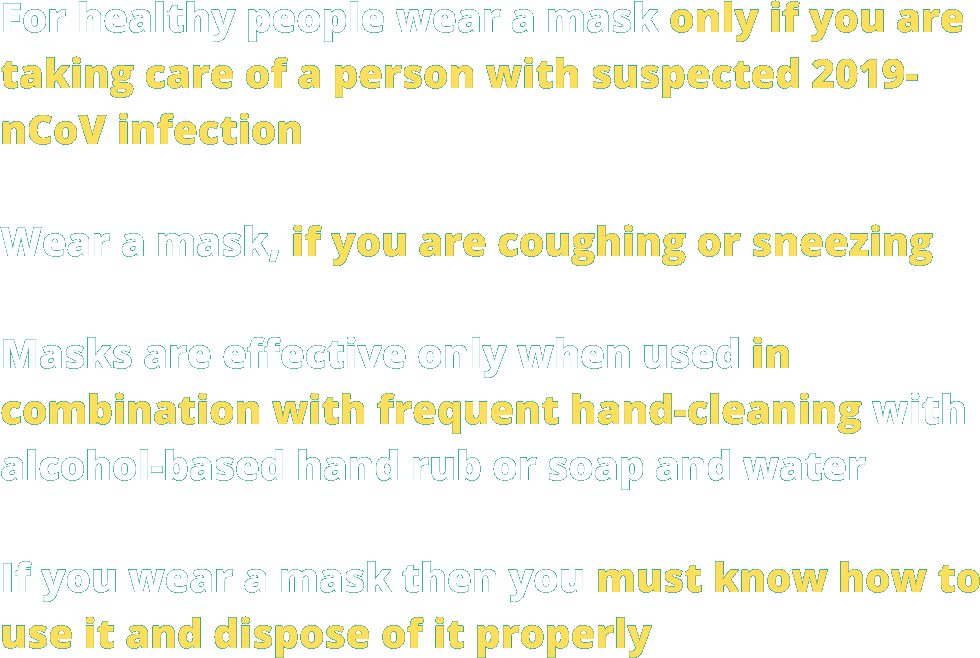 For healthy people wear a mask only if you are
taking care of a person with suspected 2019-
nCoV infection
Wear a mask, if you are coughing or sneezing
Masks are effective only when used in
combination with frequent hand-cleaning with
alcohol-based hand rub or soap and water
If you wear a mask then you must know how to
use it and dispose of it properly